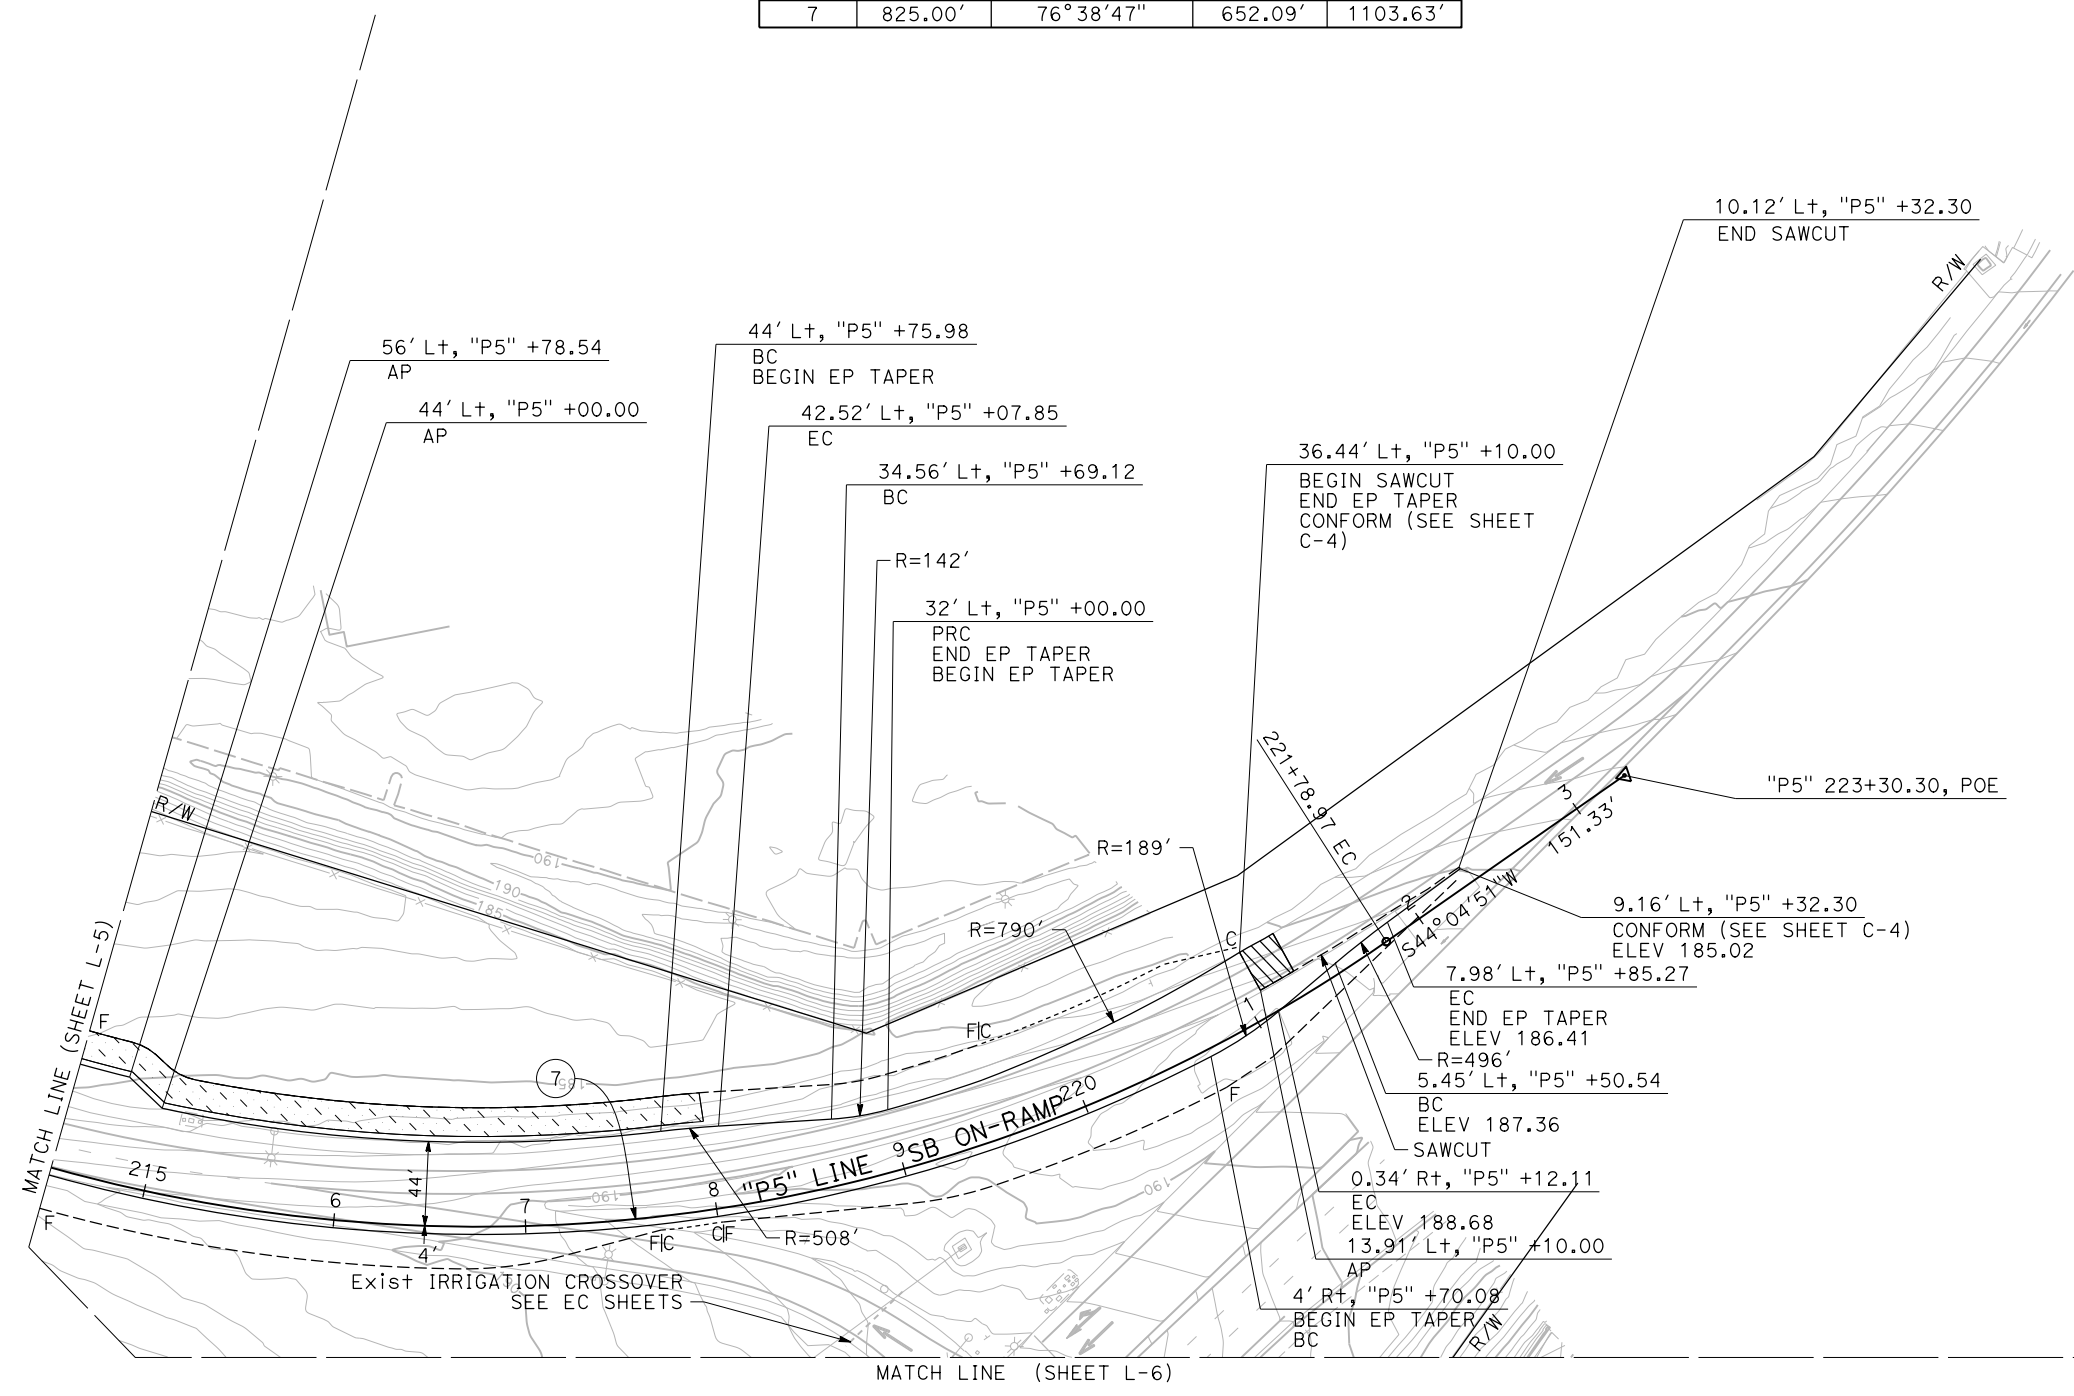 7 825.00' 76°38'47" 652.09' 1103.63'
10.12' Lt, "P5" +32.30
END SAWCUT
R/W
56' Lt, "P5" +78.54
AP
44' Lt, "P5" +00.00
AP
44' Lt, "P5" +75.98
BC
BEGIN EP TAPER
42.52' Lt, "P5" +07.85
EC
34.56' Lt, "P5" +69.12
BC
R=142'
32' Lt, "P5" +00.00
PRC
END EP TAPER
BEGIN EP TAPER
36.44' Lt, "P5" +10.00
BEGIN SAWCUT
END EP TAPER
CONFORM (SEE SHEET
C-4)
221+78.97 EC
"P5" 223+30.30, POE
3
151.33'
R/W
190
190
185
R=189'
R=790'
C
2
S44°04'51"W
9.16' Lt, "P5" +32.30
CONFORM (SEE SHEET C-4)
ELEV 185.02
7.98' Lt, "P5" +85.27
EC
END EP TAPER
ELEV 186.41
R=496'
5.45' Lt, "P5" +50.54
BC
ELEV 187.36
SAWCUT
0.34' Rt, "P5" +12.11
EC
ELEV 188.68
13.91' Lt, "P5" +10.00
AP
4' Rt, "P5" +70.08
BEGIN EP TAPER
BC
R/W
MATCH LINE (SHEET L-5)
F
F|C
1
7
185
F
220
"P5" LINE
9
SB ON-RAMP
215
6
7
8
44'
4'
190
190
190
F
F|C
C|F
R=508'
Exist IRRIGATION CROSSOVER
SEE EC SHEETS
MATCH LINE (SHEET L-6)